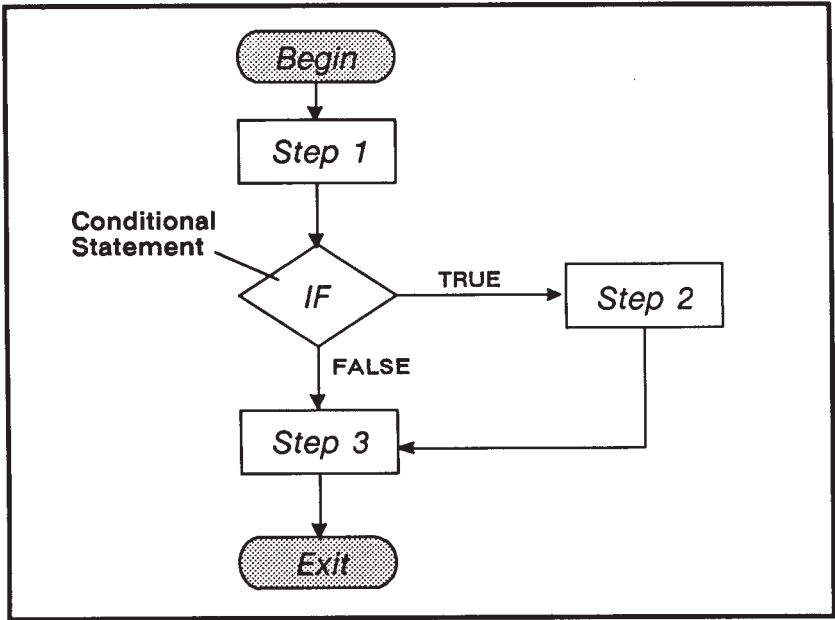 Begin
Step 1
Conditional
Statement
IF
TRUE
Step 2
FALSE
Step 3
Exit